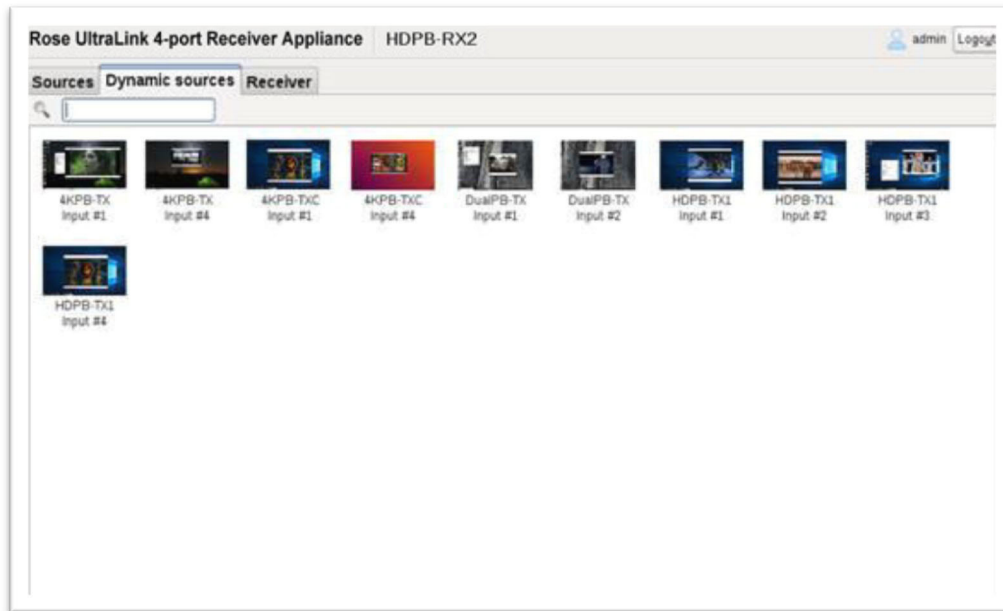 Rose UltraLink 4-port Receiver Appliance HDPB-RX2 admin Logout
Sources Dynamic sources Receiver
4KPB-TX 4KPB-TX 4KPB-TXC 4KPB-TXC DualPB-TX DualPB-TX HDPB-TX1 HDPB-TX1 HDPB-TX1
Input #1 Input #4 Input #1 Input #4 Input #1 Input #2 Input #1 Input #2 Input #3
HDPB-TX1
Input #4